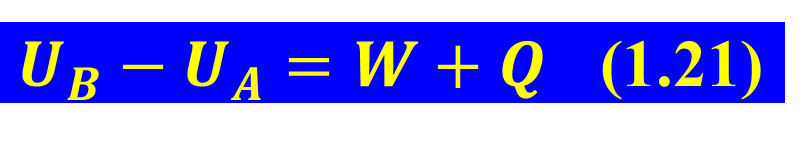 U_B − U_A = W + Q (1.21)